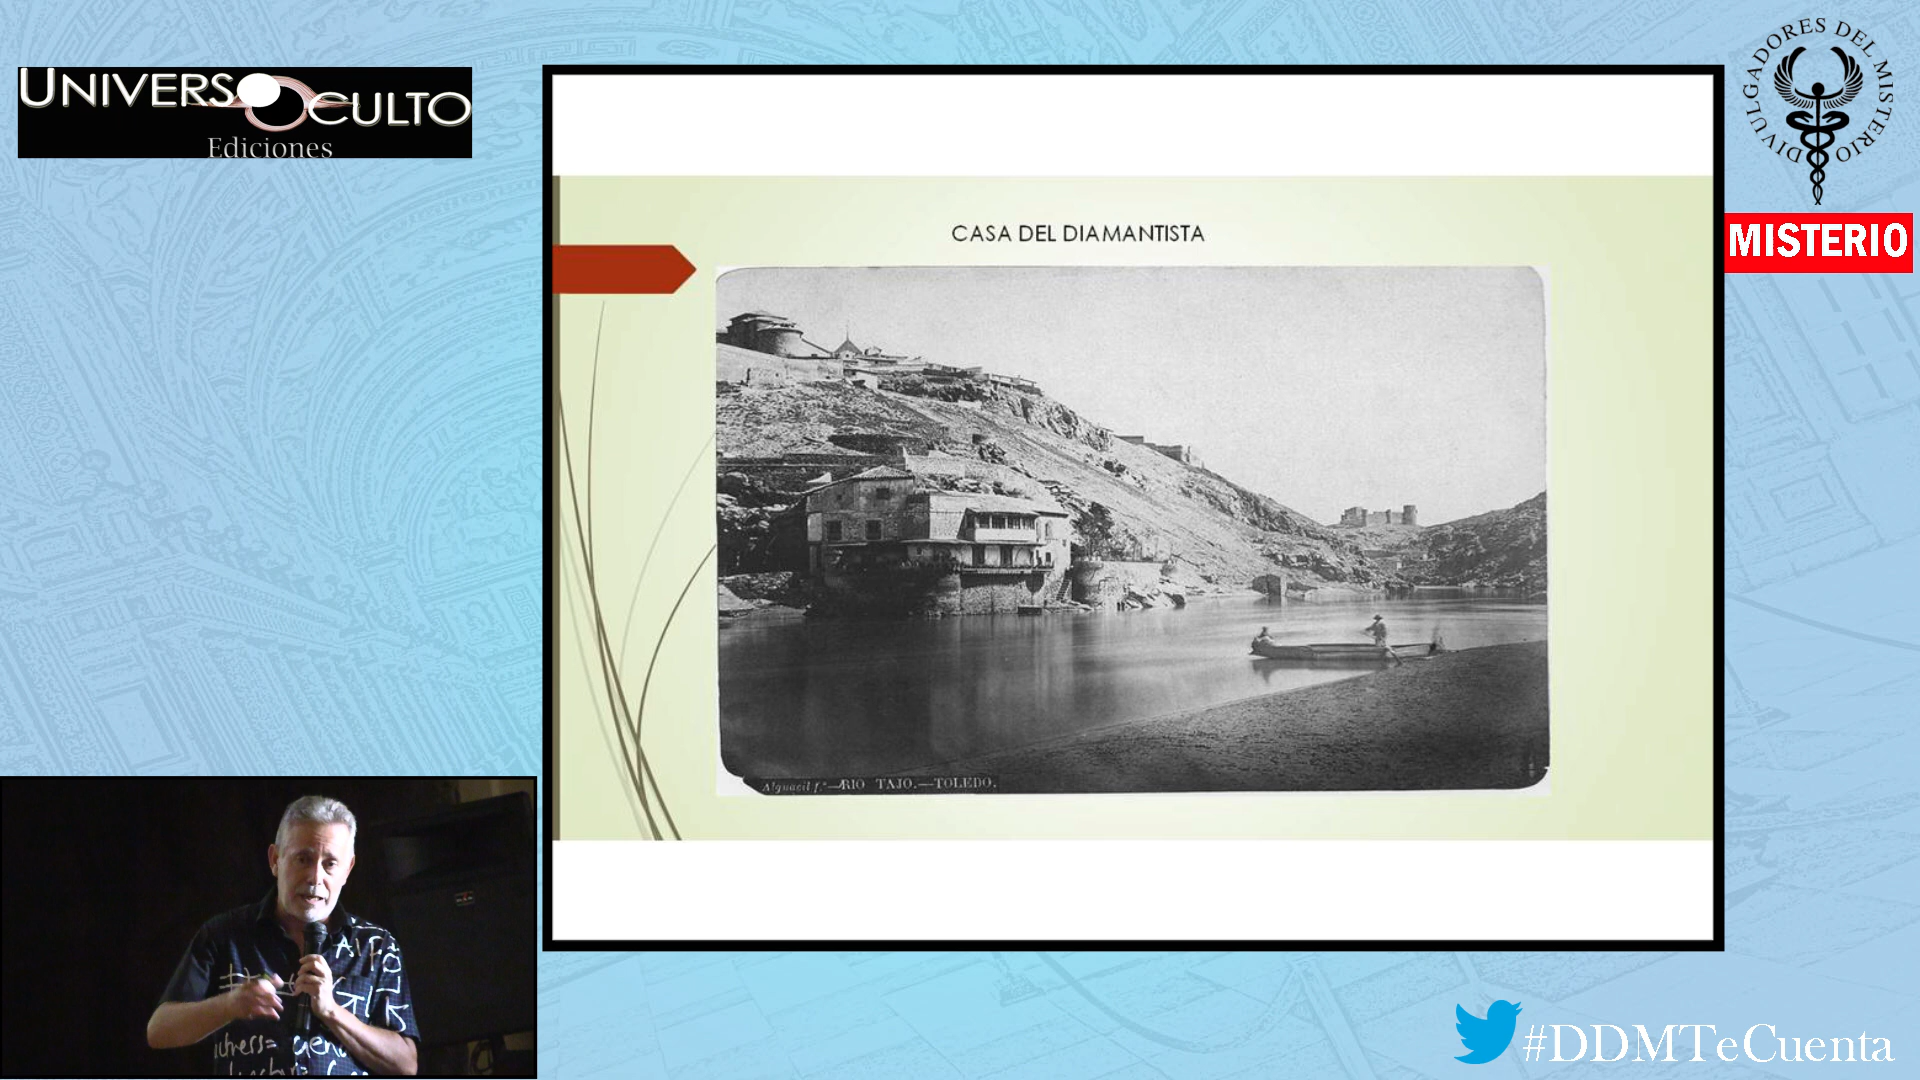 UNIVERSO OCULTO
Ediciones
DIVULGADORES DEL MISTERIO
MISTERIO
CASA DEL DIAMANTISTA
Alguacil f.º—RIO TAJO.—TOLEDO.
#DDMTeCuenta